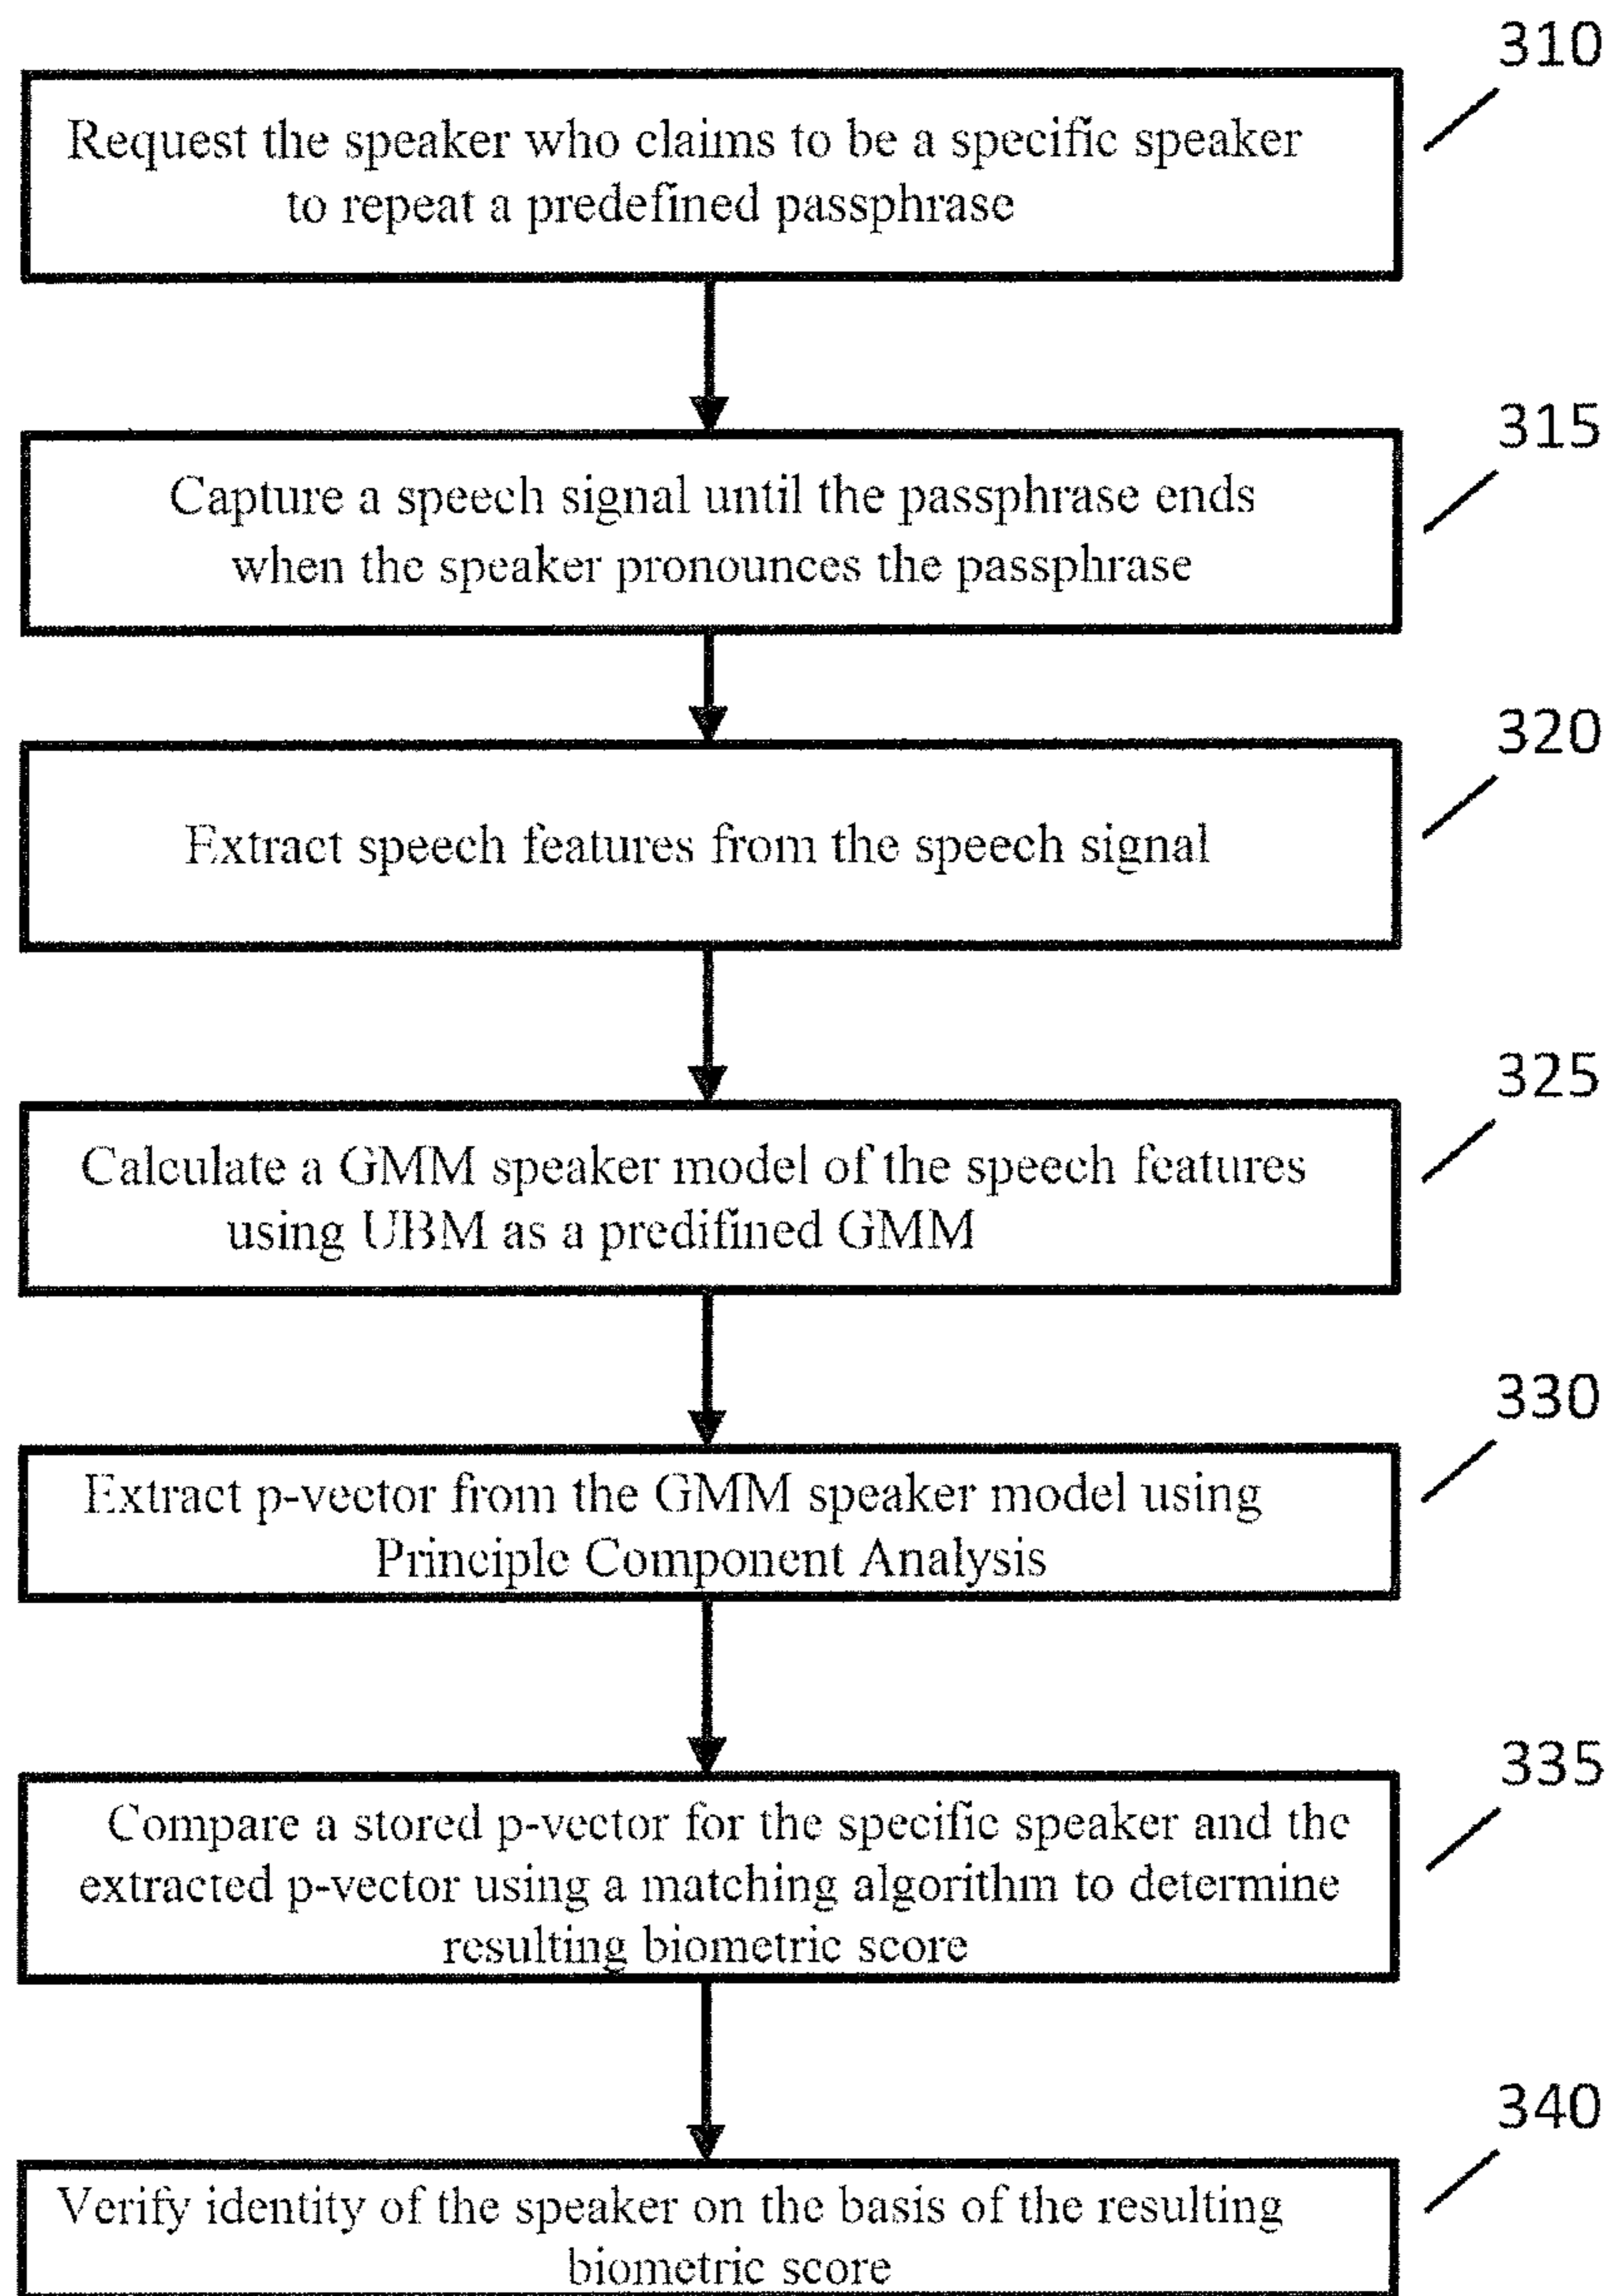 310
Request the speaker who claims to be a specific speaker
to repeat a predefined passphrase
315
Capture a speech signal until the passphrase ends
when the speaker pronounces the passphrase
320
Extract speech features from the speech signal
325
Calculate a GMM speaker model of the speech features
using UBM as a predifined GMM
330
Extract p-vector from the GMM speaker model using
Principle Component Analysis
335
Compare a stored p-vector for the specific speaker and the
extracted p-vector using a matching algorithm to determine
resulting biometric score
340
Verify identity of the speaker on the basis of the resulting
biometric score